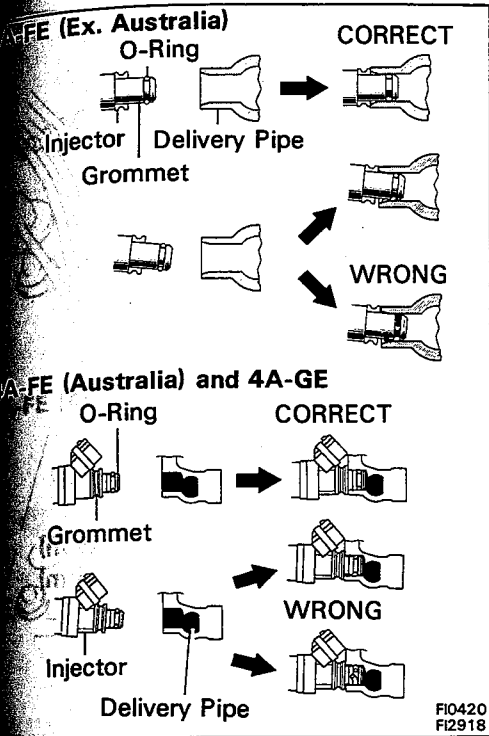 A-FE (Ex. Australia)
O-Ring
CORRECT
Injector Delivery Pipe
Grommet
WRONG
A-FE (Australia) and 4A-GE
O-Ring
CORRECT
Grommet
WRONG
Injector
Delivery Pipe
FI0420
FI2918